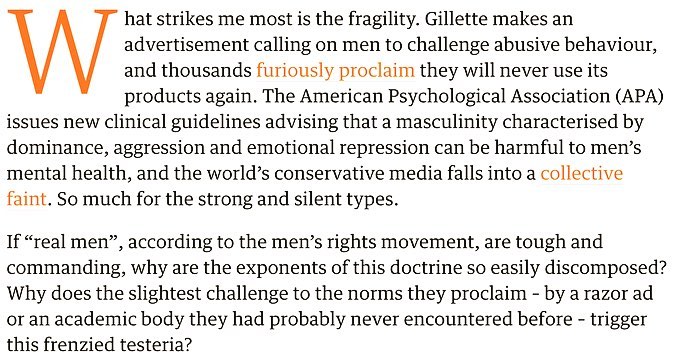 What strikes me most is the fragility. Gillette makes an
advertisement calling on men to challenge abusive behaviour,
and thousands furiously proclaim they will never use its
products again. The American Psychological Association (APA)
issues new clinical guidelines advising that a masculinity characterised by
dominance, aggression and emotional repression can be harmful to men’s
mental health, and the world’s conservative media falls into a collective
faint. So much for the strong and silent types.
If “real men”, according to the men’s rights movement, are tough and
commanding, why are the exponents of this doctrine so easily discomposed?
Why does the slightest challenge to the norms they proclaim - by a razor ad
or an academic body they had probably never encountered before - trigger
this frenzied testeria?